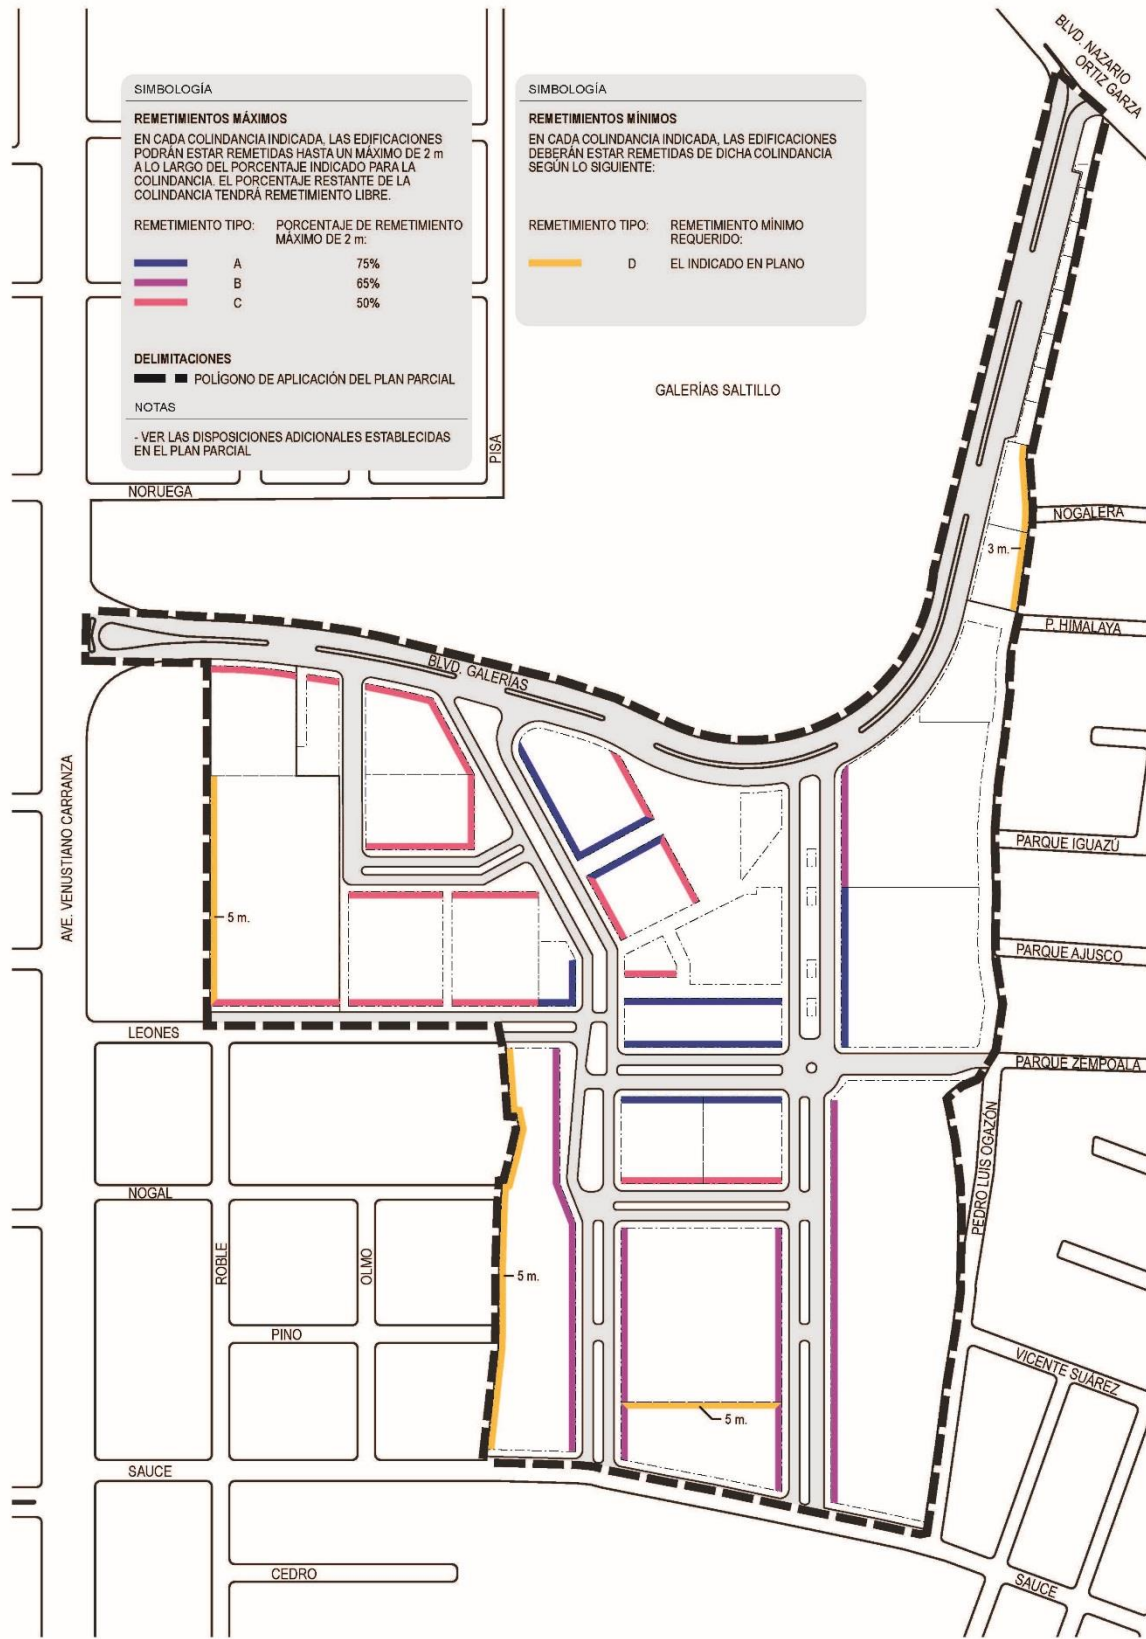 BLVD. NAZARIO
ORTIZ GARZA
SIMBOLOGÍA
REMETIMIENTOS MÁXIMOS
EN CADA COLINDANCIA INDICADA, LAS EDIFICACIONES
PODRÁN ESTAR REMETIDAS HASTA UN MÁXIMO DE 2 m
A LO LARGO DEL PORCENTAJE INDICADO PARA LA
COLINDANCIA. EL PORCENTAJE RESTANTE DE LA
COLINDANCIA TENDRÁ REMETIMIENTO LIBRE.
REMETIMIENTO TIPO: PORCENTAJE DE REMETIMIENTO
MÁXIMO DE 2 m:
A 75%
B 65%
C 50%
DELIMITACIONES
POLÍGONO DE APLICACIÓN DEL PLAN PARCIAL
NOTAS
- VER LAS DISPOSICIONES ADICIONALES ESTABLECIDAS
EN EL PLAN PARCIAL
SIMBOLOGÍA
REMETIMIENTOS MÍNIMOS
EN CADA COLINDANCIA INDICADA, LAS EDIFICACIONES
DEBERÁN ESTAR REMETIDAS DE DICHA COLINDANCIA
SEGÚN LO SIGUIENTE:
REMETIMIENTO TIPO: REMETIMIENTO MÍNIMO
REQUERIDO:
D EL INDICADO EN PLANO
GALERÍAS SALTILLO
PISA
NORUEGA
NOGALERA
3 m.
P. HIMALAYA
BLVD. GALERÍAS
AVE. VENUSTIANO CARRANZA
PARQUE IGUAZÚ
5 m.
PARQUE AJUSCO
LEONES
PARQUE ZEMPOALA
PEDRO LUIS OGAZÓN
NOGAL
ROBLE
OLMO
5 m.
PINO
VICENTE SUÁREZ
5 m.
SAUCE
CEDRO
SAUCE